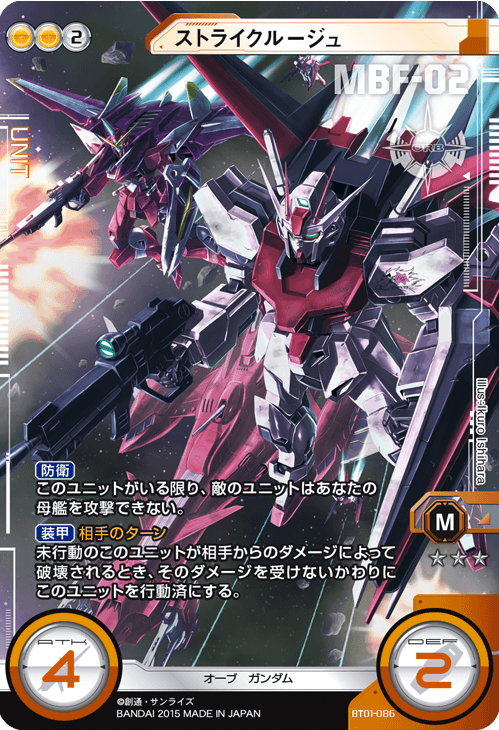 2
ストライクルージュ
MBF-02
ORB
UNIT
Illus:Ikuro Ishihara
防衛
このユニットがいる限り、敵のユニットはあなたの
母艦を攻撃できない。
装甲 相手のターン
未行動のこのユニットが相手からのダメージによって
破壊されるとき、そのダメージを受けないかわりに
このユニットを行動済にする。
M
ATK
4
DEF
2
オーブ ガンダム
©創通・サンライズ
BANDAI 2015 MADE IN JAPAN
BT01-086